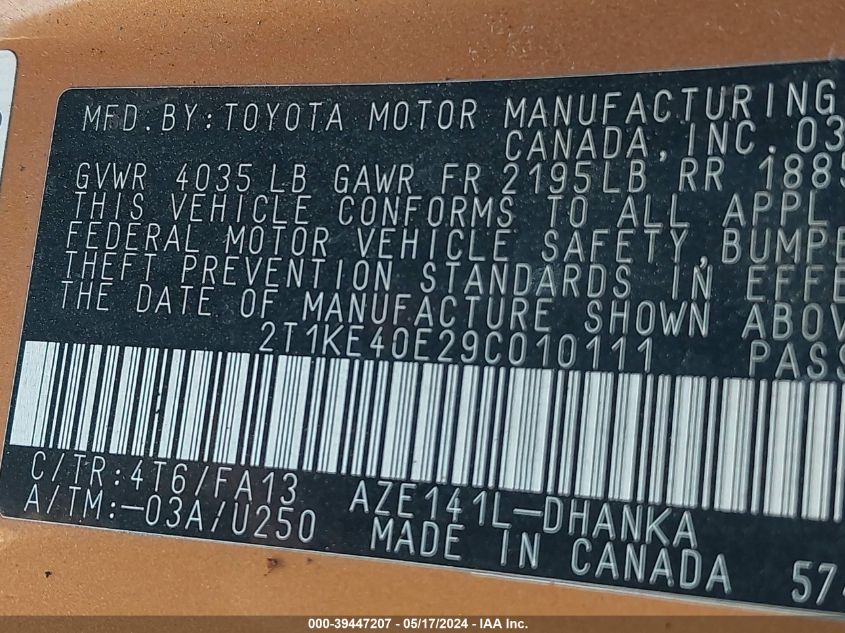 MFD.BY:TOYOTA MOTOR MANUFACTURING
CANADA,INC. 03
GVWR 4035 LB GAWR FR 2195LB RR 1885
THIS VEHICLE CONFORMS TO ALL APPL
FEDERAL MOTOR VEHICLE SAFETY,BUMPE
THEFT PREVENTION STANDARDS IN EFFE
THE DATE OF MANUFACTURE SHOWN ABOV
2T1KE40E29C010111 PASS
C/TR:4T6/FA13 AZE141L-DHANKA
A/TM:-03A/U250 MADE IN CANADA 574
000-39447207 - 05/17/2024 - IAA Inc.